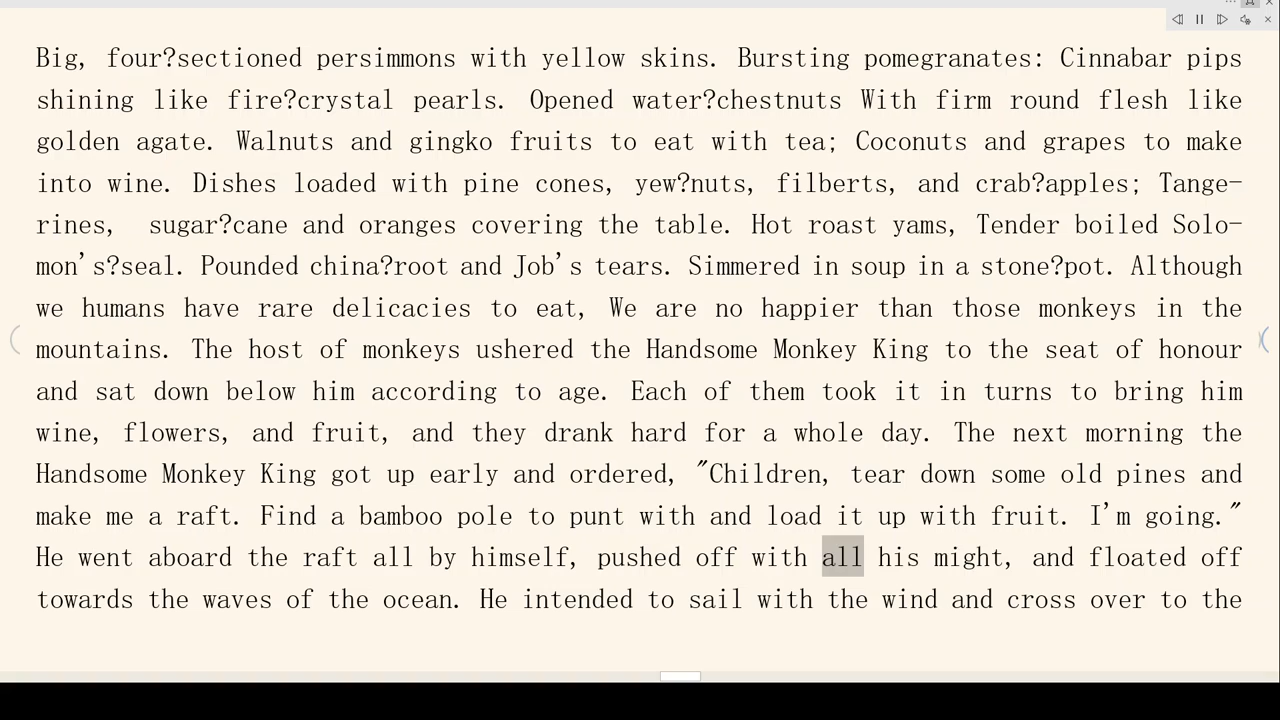 Big, four?sectioned persimmons with yellow skins. Bursting pomegranates: Cinnabar pips
shining like fire?crystal pearls. Opened water?chestnuts With firm round flesh like
golden agate. Walnuts and gingko fruits to eat with tea; Coconuts and grapes to make
into wine. Dishes loaded with pine cones, yew?nuts, filberts, and crab?apples; Tange-
rines, sugar?cane and oranges covering the table. Hot roast yams, Tender boiled Solo-
mon's?seal. Pounded china?root and Job's tears. Simmered in soup in a stone?pot. Although
we humans have rare delicacies to eat, We are no happier than those monkeys in the
mountains. The host of monkeys ushered the Handsome Monkey King to the seat of honour
and sat down below him according to age. Each of them took it in turns to bring him
wine, flowers, and fruit, and they drank hard for a whole day. The next morning the
Handsome Monkey King got up early and ordered, "Children, tear down some old pines and
make me a raft. Find a bamboo pole to punt with and load it up with fruit. I'm going."
He went aboard the raft all by himself, pushed off with all his might, and floated off
towards the waves of the ocean. He intended to sail with the wind and cross over to the